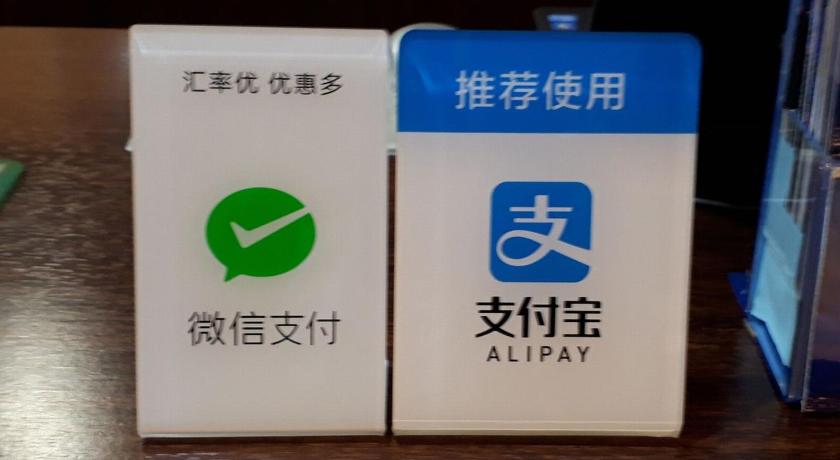 汇率优 优惠多
微信支付
推荐使用
支
支付宝
ALIPAY